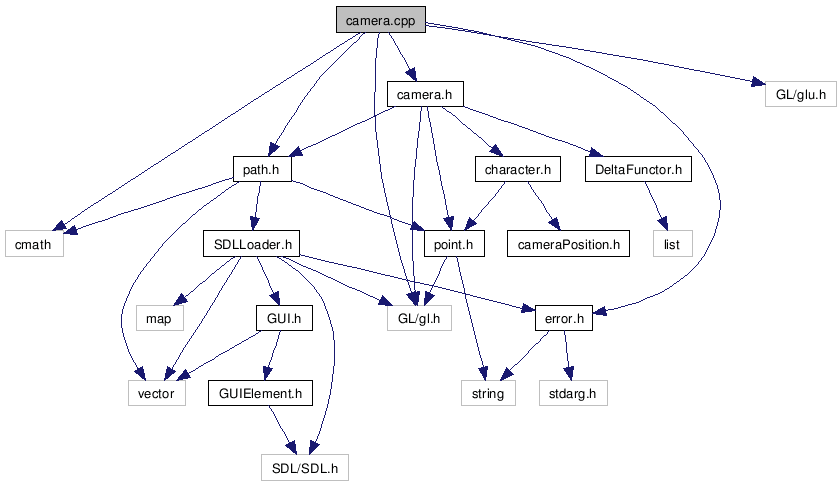 camera.cpp
camera.h
GL/glu.h
path.h
character.h
DeltaFunctor.h
cmath
SDLLoader.h
point.h
cameraPosition.h
list
map
GUI.h
GL/gl.h
error.h
vector
GUIElement.h
string
stdarg.h
SDL/SDL.h